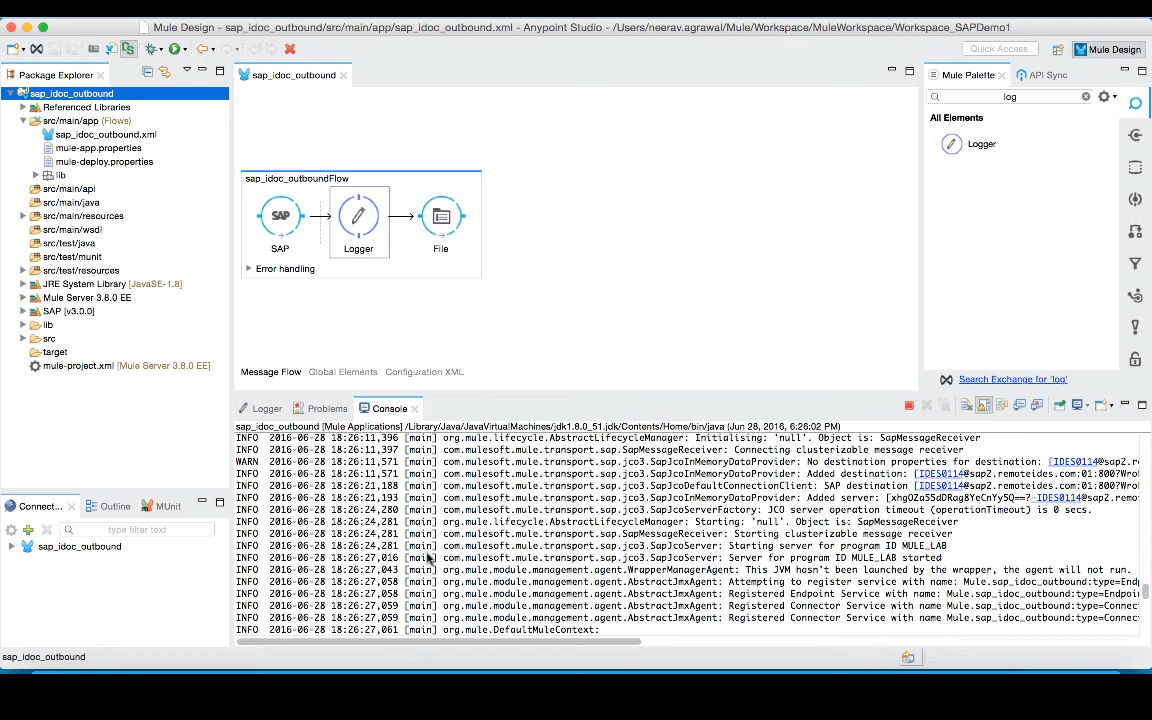 Mule Design - sap_idoc_outbound/src/main/app/sap_idoc_outbound.xml - Anypoint Studio - /Users/neerav.agrawal/Mule/Workspace/MuleWorkspace/Workspace_SAPDemo1
Quick Access
Mule Design
Package Explorer
sap_idoc_outbound
Referenced Libraries
src/main/app (Flows)
sap_idoc_outbound.xml
mule-app.properties
mule-deploy.properties
lib
src/main/api
src/main/java
src/main/resources
src/main/wsdl
src/test/java
src/test/munit
src/test/resources
JRE System Library [JavaSE-1.8]
Mule Server 3.8.0 EE
SAP [v3.0.0]
lib
src
target
mule-project.xml [Mule Server 3.8.0 EE]
Connect...
Outline
MUnit
type filter text
sap_idoc_outbound
sap_idoc_outbound
sap_idoc_outboundFlow
SAP
SAP
Logger
File
Error handling
Message Flow Global Elements Configuration XML
Mule Palette
API Sync
log
All Elements
Logger
Search Exchange for 'log'
Logger
Problems
Console
sap_idoc_outbound [Mule Applications] /Library/Java/JavaVirtualMachines/jdk1.8.0_51.jdk/Contents/Home/bin/java (Jun 28, 2016, 6:26:02 PM)
INFO 2016-06-28 18:26:11,396 [main] org.mule.lifecycle.AbstractLifecycleManager: Initialising: 'null'. Object is: SapMessageReceiver
INFO 2016-06-28 18:26:11,397 [main] com.mulesoft.mule.transport.sap.SapMessageReceiver: Connecting clusterizable message receiver
WARN 2016-06-28 18:26:11,571 [main] com.mulesoft.mule.transport.sap.jco3.SapJcoInMemoryDataProvider: No destination properties for destination: [IDES0114@sap2.r
INFO 2016-06-28 18:26:11,571 [main] com.mulesoft.mule.transport.sap.jco3.SapJcoInMemoryDataProvider: Added destination: [IDES0114@sap2.remoteides.com:01:800?Wro
INFO 2016-06-28 18:26:21,188 [main] com.mulesoft.mule.transport.sap.jco3.SapJcoDefaultConnectionClient: SAP destination [IDES0114@sap2.remoteides.com:01:800?Wro
INFO 2016-06-28 18:26:21,193 [main] com.mulesoft.mule.transport.sap.jco3.SapJcoInMemoryDataProvider: Added server: [xhgOZa55dDRag8YeCnYy5Q==?-IDES0114@sap2.remot
INFO 2016-06-28 18:26:24,280 [main] com.mulesoft.mule.transport.sap.jco3.SapJcoServerFactory: JCO server operation timeout (operationTimeout) is 0 secs.
INFO 2016-06-28 18:26:24,281 [main] org.mule.lifecycle.AbstractLifecycleManager: Starting: 'null'. Object is: SapMessageReceiver
INFO 2016-06-28 18:26:24,281 [main] com.mulesoft.mule.transport.sap.SapMessageReceiver: Starting clusterizable message receiver
INFO 2016-06-28 18:26:24,281 [main] com.mulesoft.mule.transport.sap.jco3.SapJcoServer: Starting server for program ID MULE_LAB
INFO 2016-06-28 18:26:27,016 [main] com.mulesoft.mule.transport.sap.jco3.SapJcoServer: Server for program ID MULE_LAB started
INFO 2016-06-28 18:26:27,043 [main] org.mule.module.management.agent.WrapperManagerAgent: This JVM hasn't been launched by the wrapper, the agent will not run.
INFO 2016-06-28 18:26:27,058 [main] org.mule.module.management.agent.AbstractJmxAgent: Attempting to register service with name: Mule.sap_idoc_outbound:type=End
INFO 2016-06-28 18:26:27,058 [main] org.mule.module.management.agent.AbstractJmxAgent: Registered Endpoint Service with name: Mule.sap_idoc_outbound:type=Endpoi
INFO 2016-06-28 18:26:27,059 [main] org.mule.module.management.agent.AbstractJmxAgent: Registered Connector Service with name Mule.sap_idoc_outbound:type=Connec
INFO 2016-06-28 18:26:27,059 [main] org.mule.module.management.agent.AbstractJmxAgent: Registered Connector Service with name Mule.sap_idoc_outbound:type=Connec
INFO 2016-06-28 18:26:27,061 [main] org.mule.DefaultMuleContext:
sap_idoc_outbound